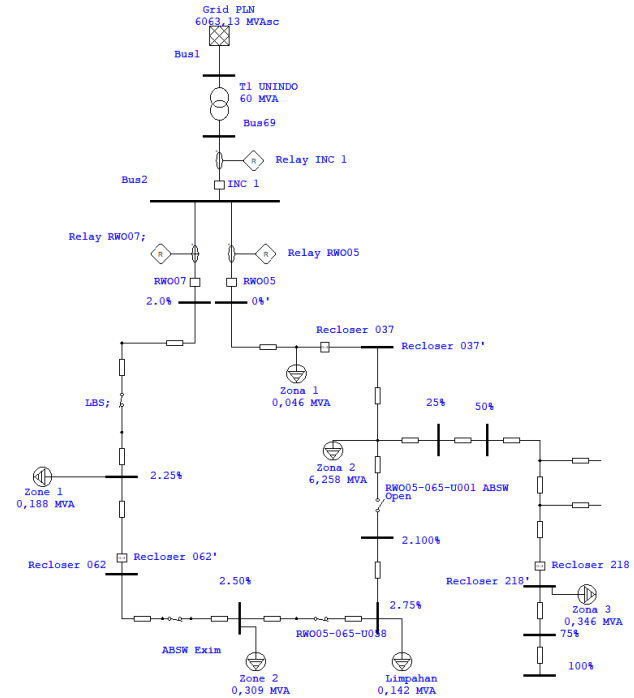 Grid PLN
6063,13 MVAsc
Bus1
T1 UNINDO
60 MVA
Bus69
R
Relay INC 1
Bus2
INC 1
Relay RWO07;
R
R
Relay RWO05
RWO07
RWO05
2.0%
0%'
Recloser 037
Recloser 037'
Zona 1
0,046 MVA
LBS;
25%
50%
Zona 2
6,258 MVA
RWO05-065-U001 ABSW
Open
2.25%
Zone 1
0,188 MVA
2.100%
Recloser 062'
Recloser 062
Recloser 218
Recloser 218'
2.50%
2.75%
Zona 3
0,346 MVA
RWO05-065-U058
75%
ABSW Exim
100%
Zone 2
0,309 MVA
Limpahan
0,142 MVA